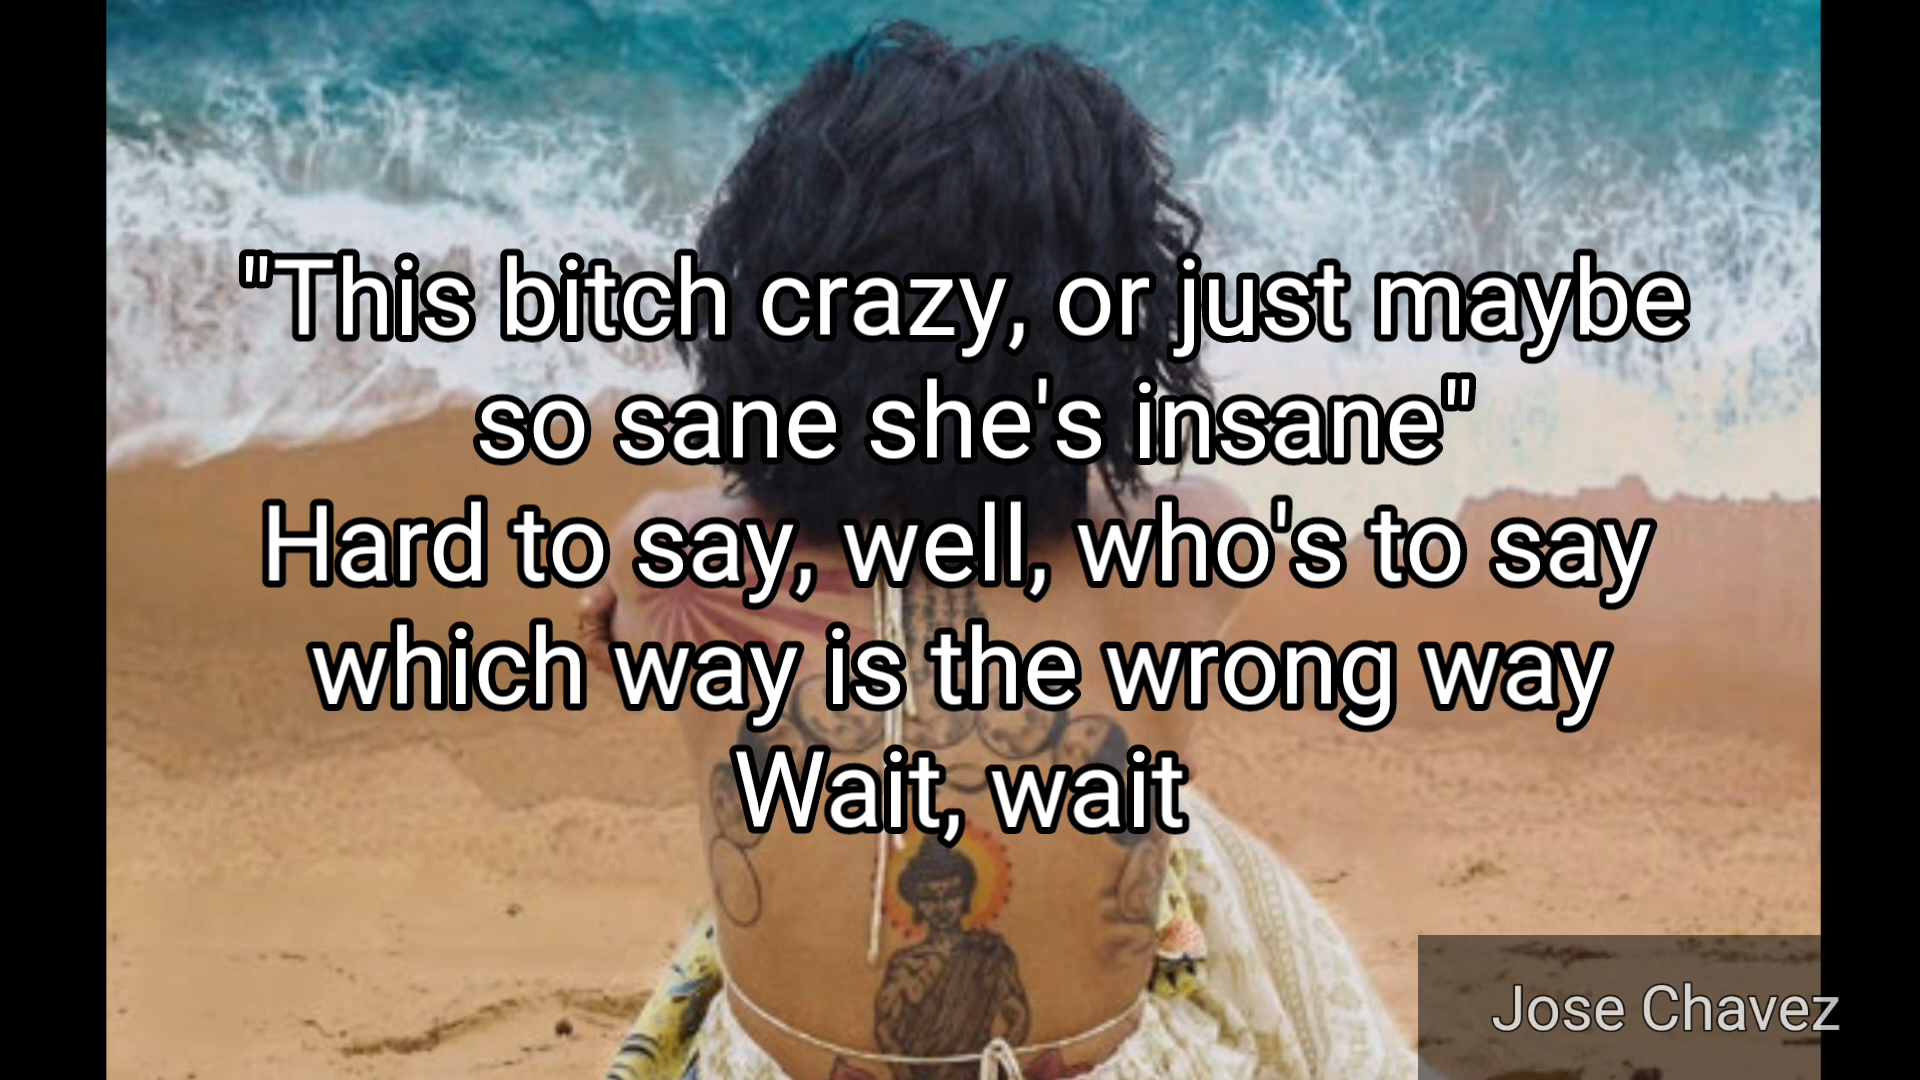 "This bitch crazy, or just maybe
so sane she's insane"
Hard to say, well, who's to say
which way is the wrong way
Wait, wait
Jose Chavez